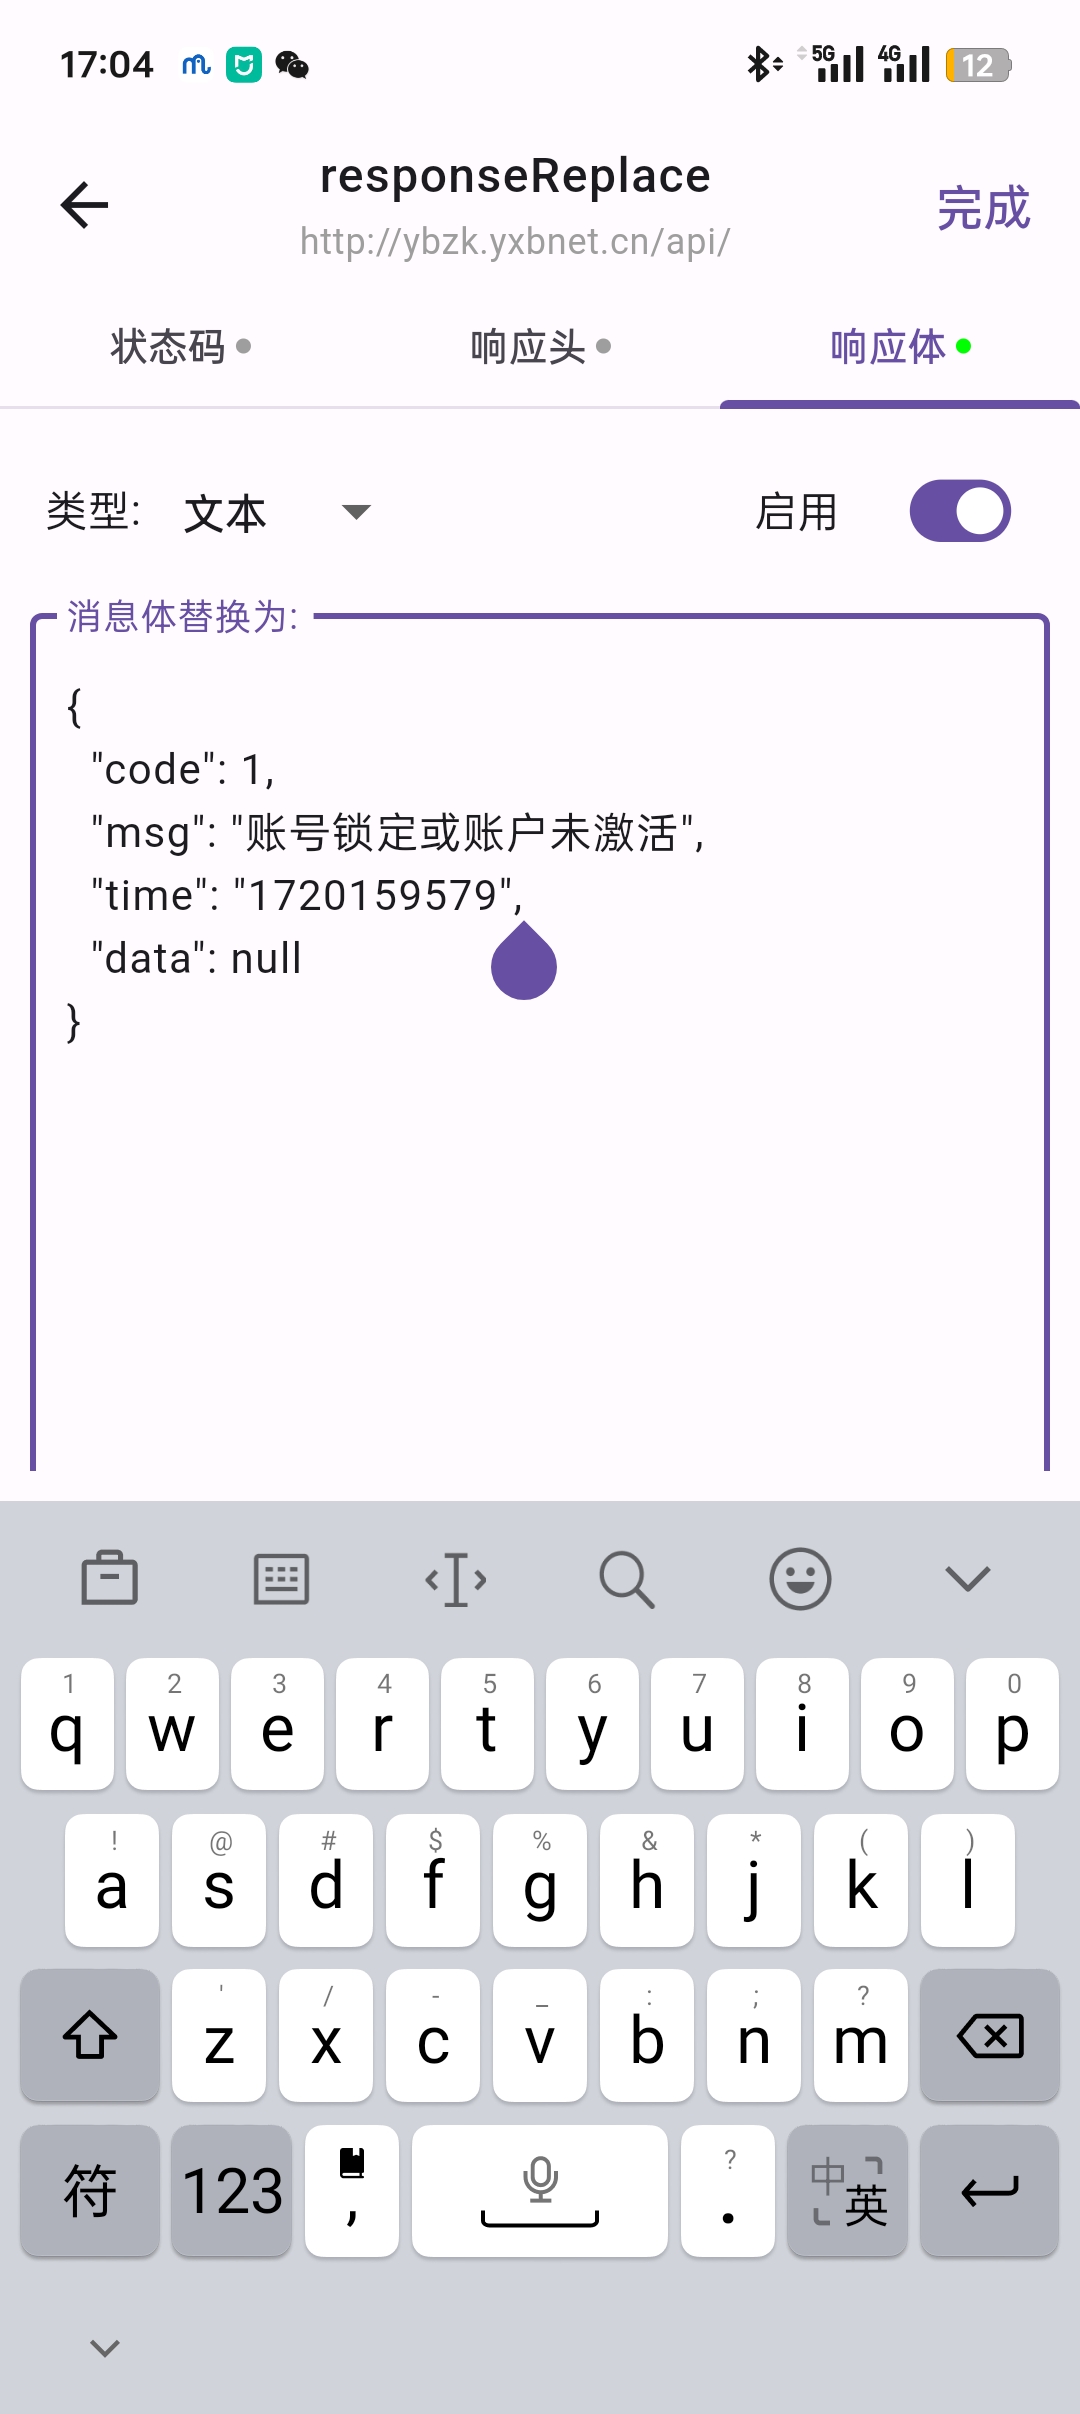 17:04
5G
4G
12
responseReplace
http://ybzk.yxbnet.cn/api/
完成
状态码
响应头
响应体
类型:
文本
启用
消息体替换为:
{
"code": 1,
"msg": "账号锁定或账户未激活",
"time": "1720159579",
"data": null
}
1 2 3 4 5 6 7 8 9 0
q w e r t y u i o p
! @ # $ % & * ( )
a s d f g h j k l
' / - _ : ; ?
z x c v b n m
?
符 123 , . 中 英